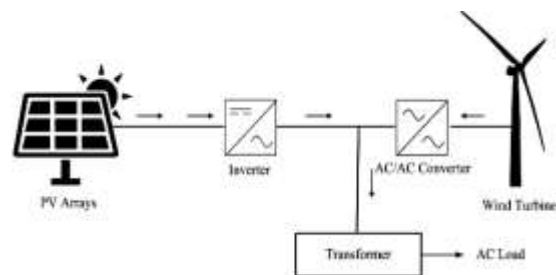 Inverter
AC/AC Converter
PV Arrays
Wind Turbine
Transformer
AC Load